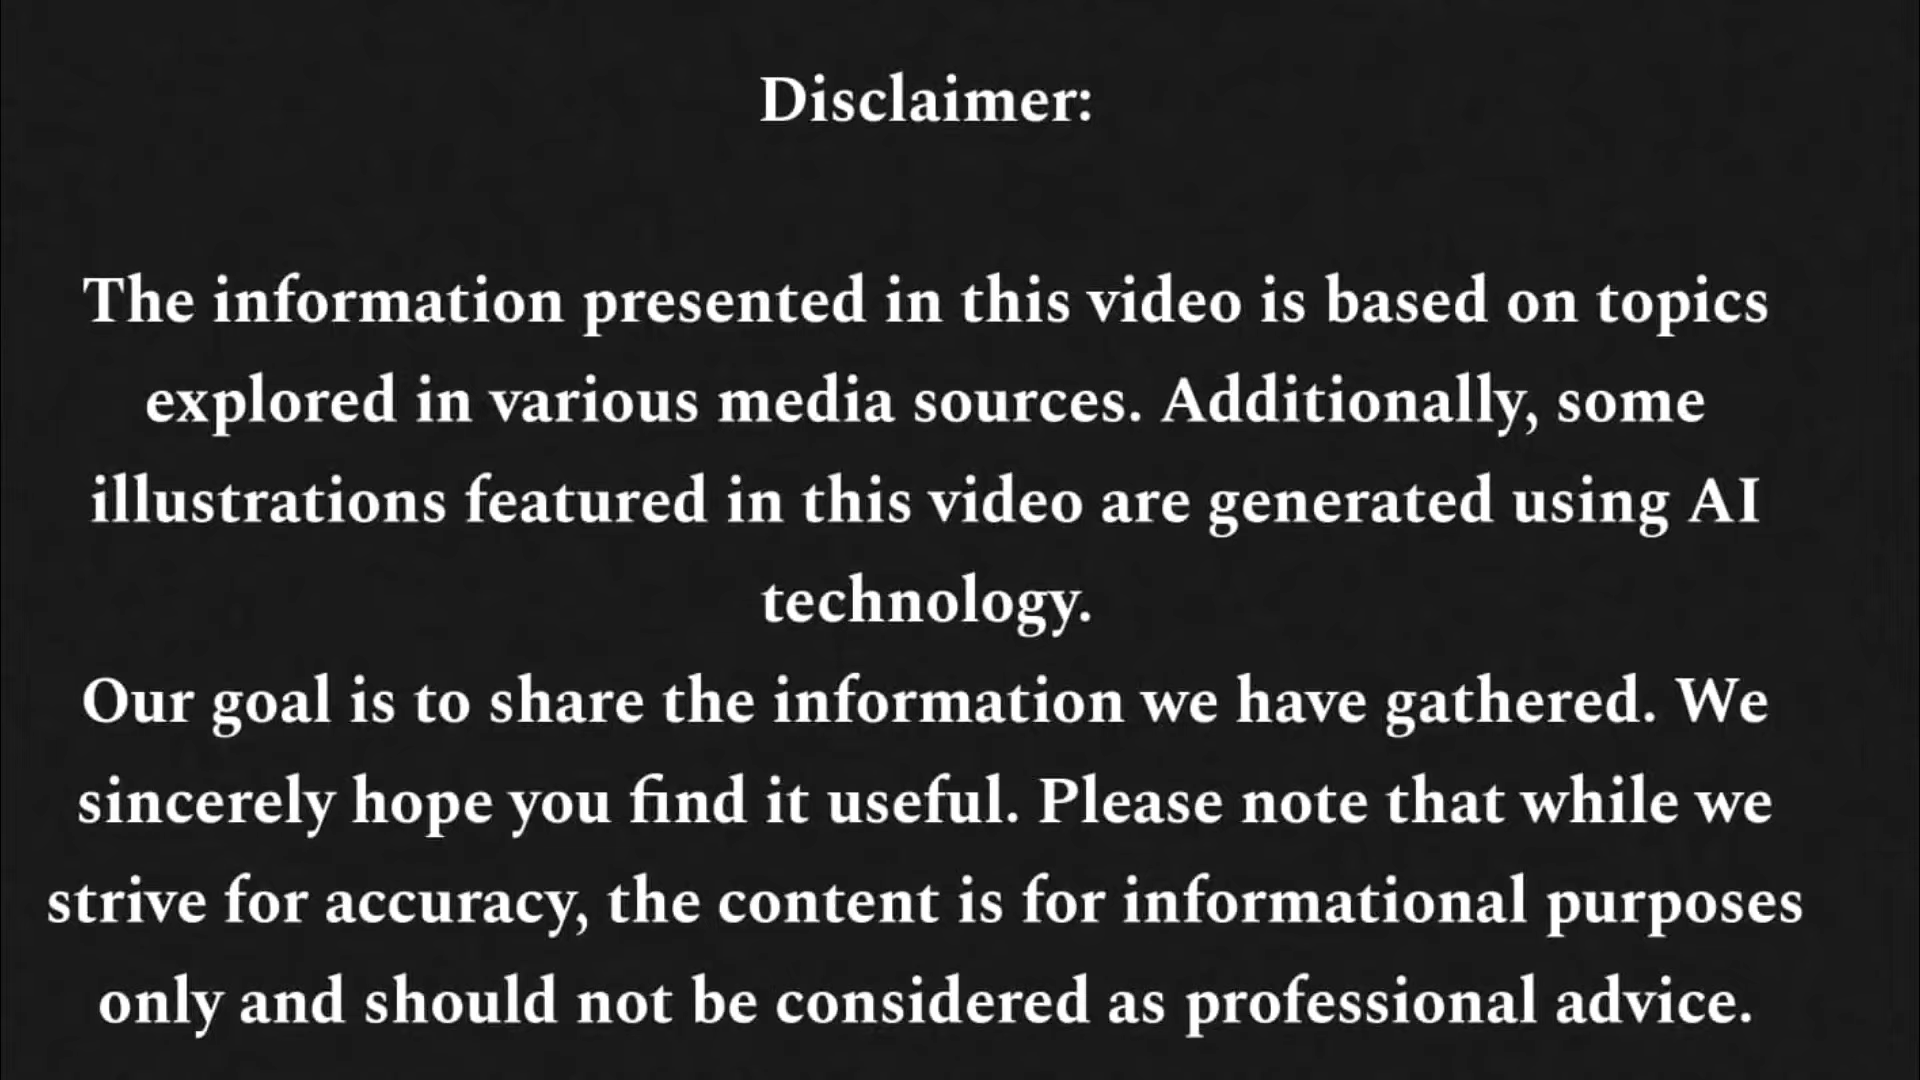 Disclaimer:
The information presented in this video is based on topics
explored in various media sources. Additionally, some
illustrations featured in this video are generated using AI
technology.
Our goal is to share the information we have gathered. We
sincerely hope you find it useful. Please note that while we
strive for accuracy, the content is for informational purposes
only and should not be considered as professional advice.